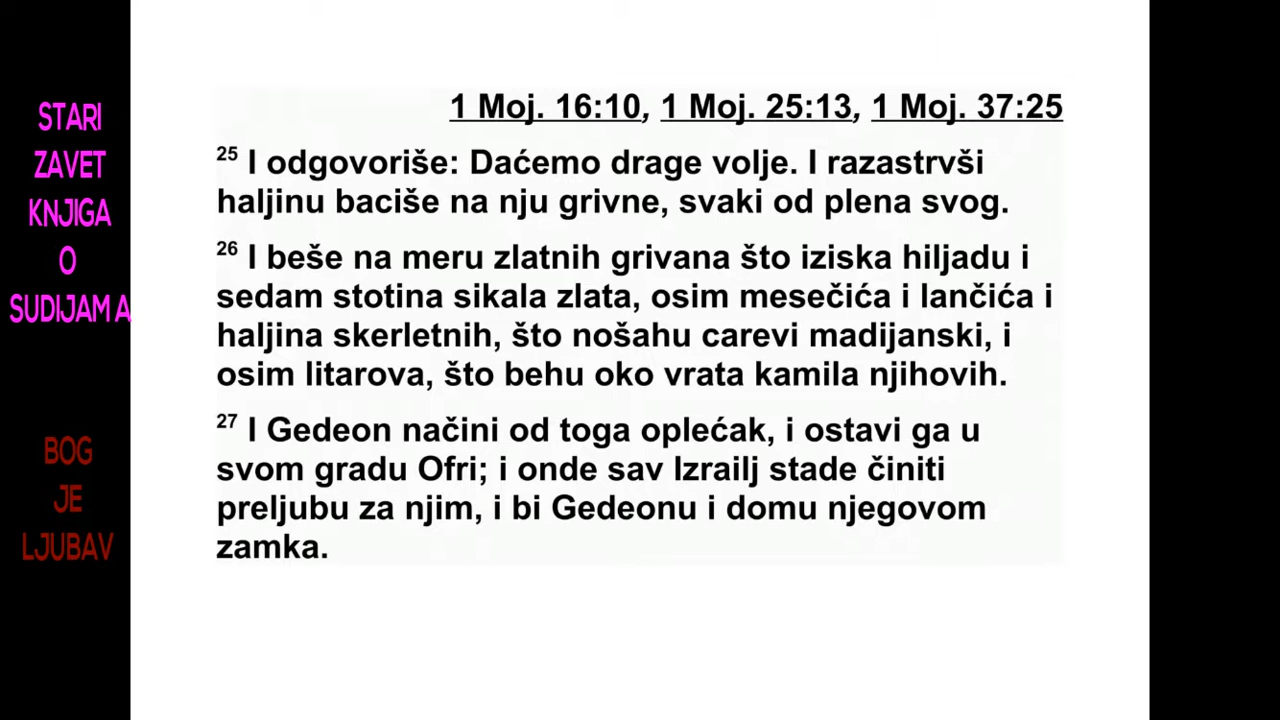 STARI
ZAVET
KNJIGA
O
SUDIJAMA
BOG
JE
LJUBAV
1 Moj. 16:10, 1 Moj. 25:13, 1 Moj. 37:25
25 I odgovoriše: Daćemo drage volje. I razastrvši
haljinu baciše na nju grivne, svaki od plena svog.
26 I beše na meru zlatnih grivana što iziska hiljadu i
sedam stotina sikala zlata, osim mesečića i lančića i
haljina skerletnih, što nošahu carevi madijanski, i
osim litarova, što behu oko vrata kamila njihovih.
27 I Gedeon načini od toga oplećak, i ostavi ga u
svom gradu Ofri; i onde sav Izrailj stade činiti
preljubu za njim, i bi Gedeonu i domu njegovom
zamka.